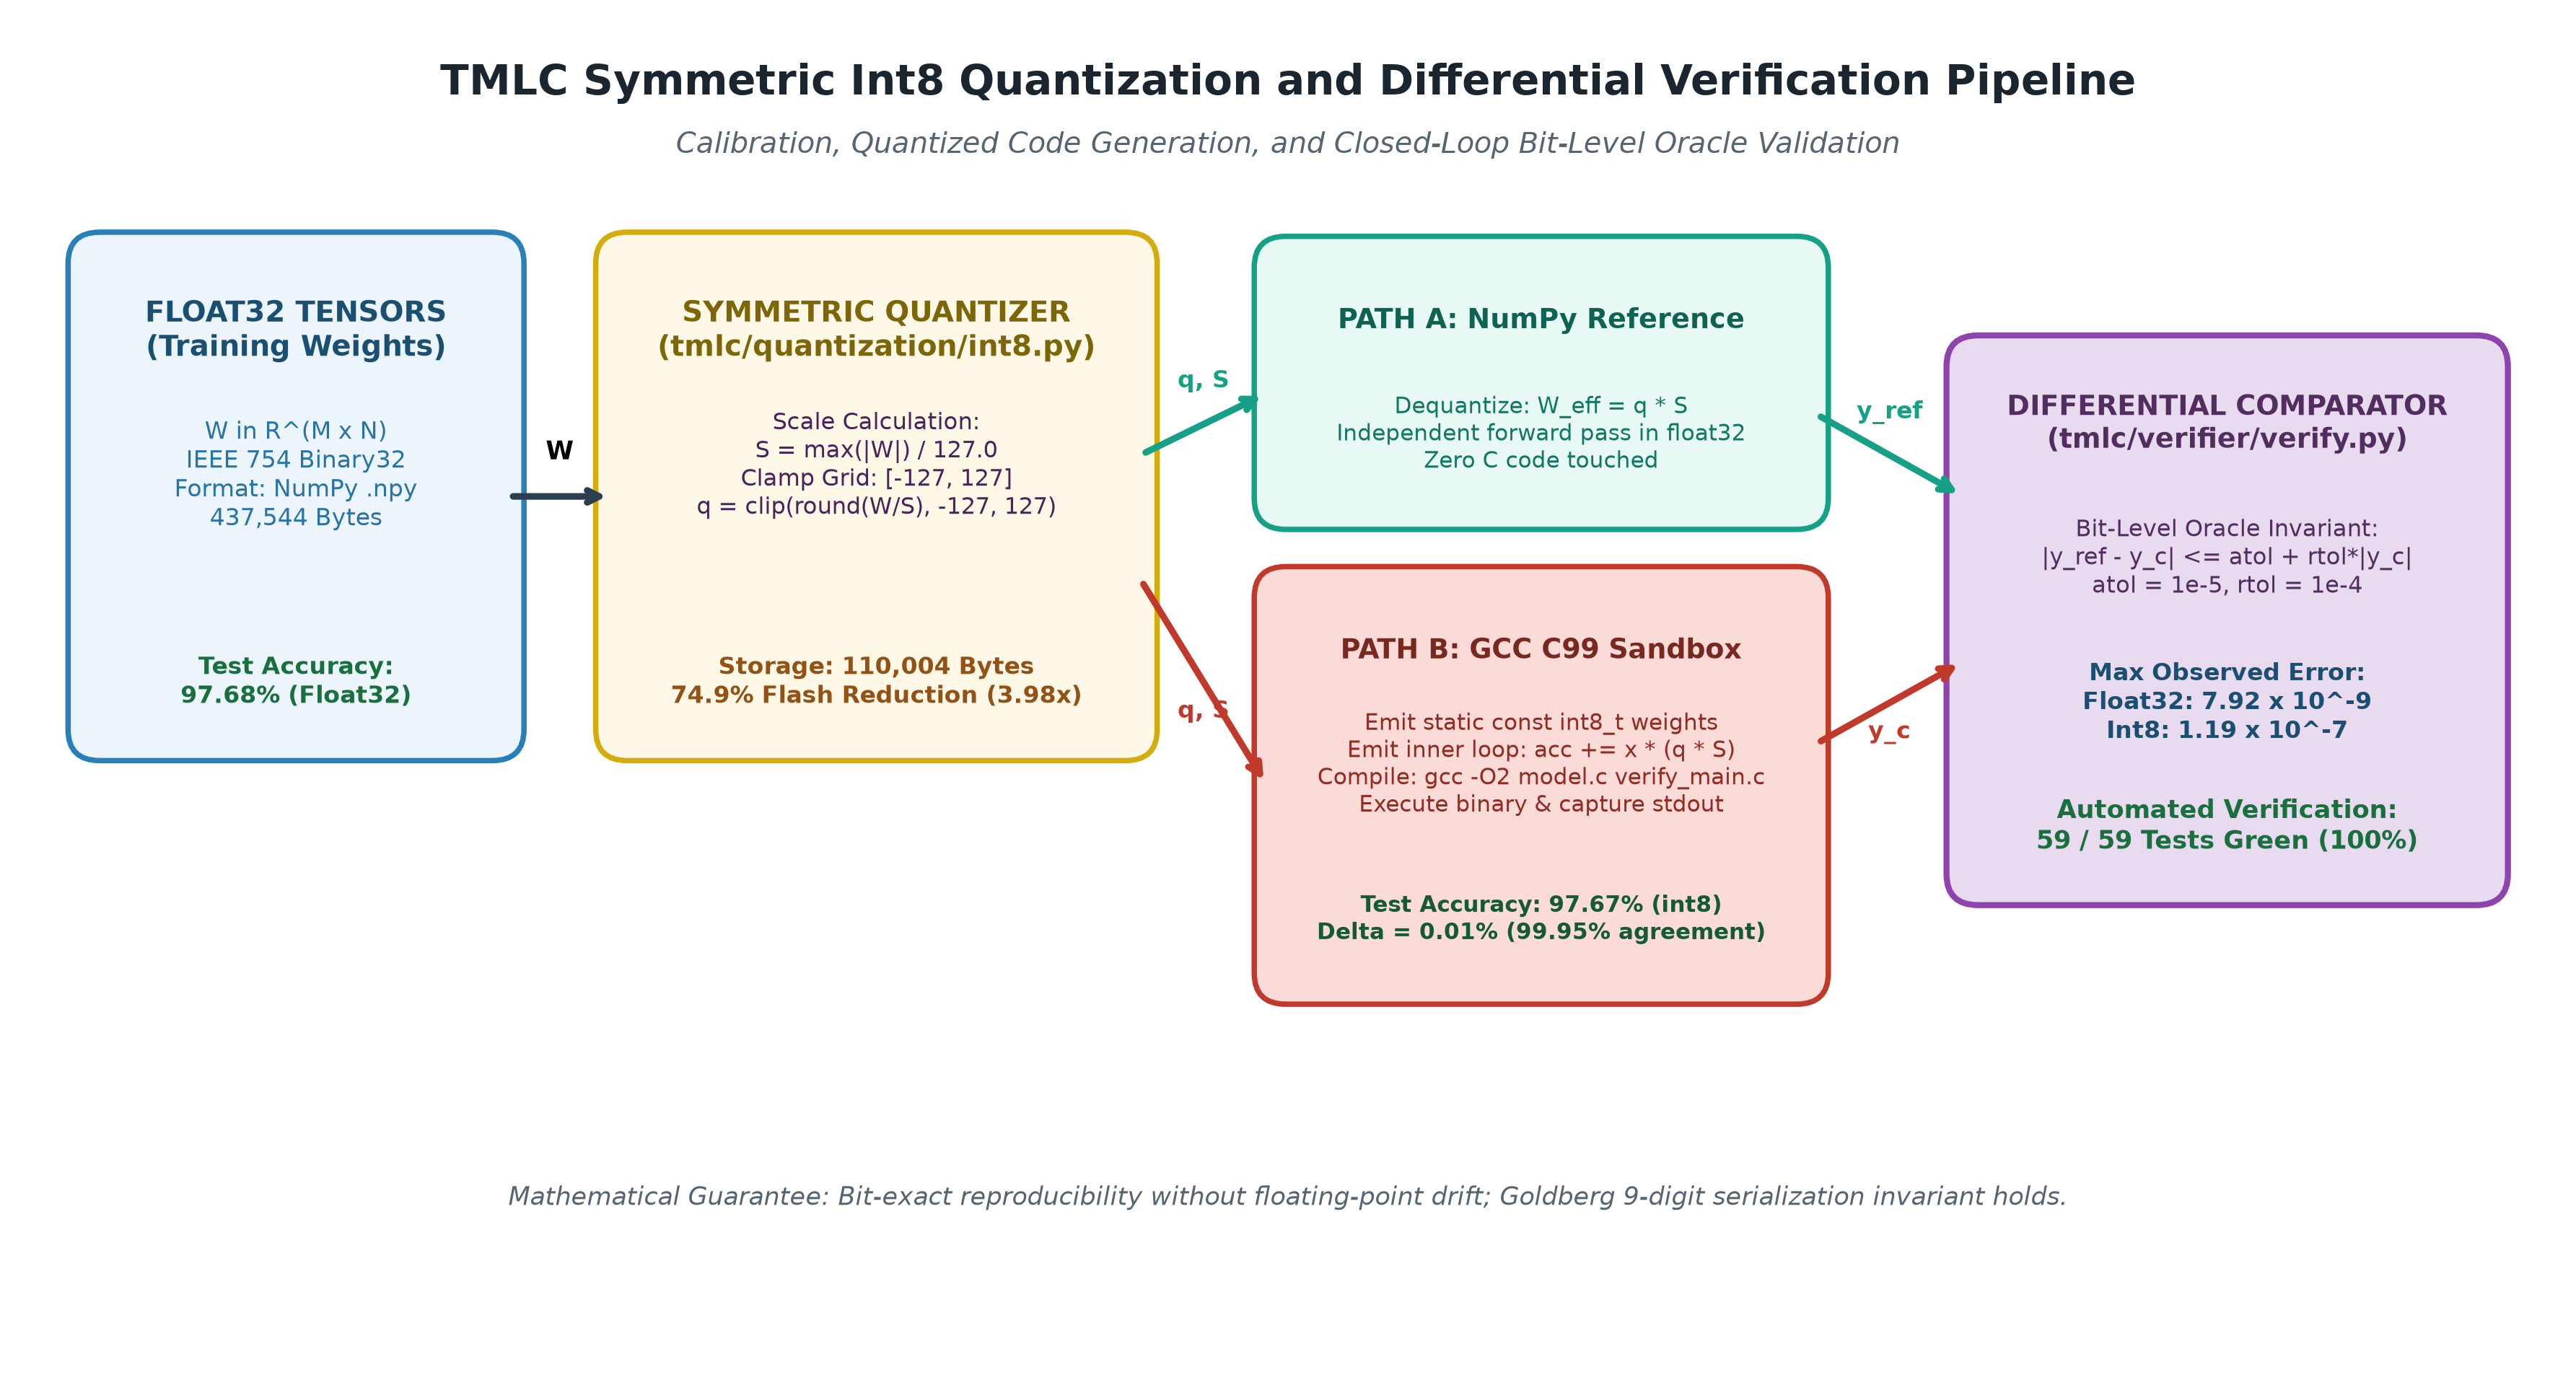 TMLC Symmetric Int8 Quantization and Differential Verification Pipeline
Calibration, Quantized Code Generation, and Closed-Loop Bit-Level Oracle Validation
FLOAT32 TENSORS
(Training Weights)
W in R^(M x N)
IEEE 754 Binary32
Format: NumPy .npy
437,544 Bytes
Test Accuracy:
97.68% (Float32)
W
SYMMETRIC QUANTIZER
(tmlc/quantization/int8.py)
Scale Calculation:
S = max(|W|) / 127.0
Clamp Grid: [-127, 127]
q = clip(round(W/S), -127, 127)
Storage: 110,004 Bytes
74.9% Flash Reduction (3.98x)
q, S
q, S
PATH A: NumPy Reference
Dequantize: W_eff = q * S
Independent forward pass in float32
Zero C code touched
PATH B: GCC C99 Sandbox
Emit static const int8_t weights
Emit inner loop: acc += x * (q * S)
Compile: gcc -O2 model.c verify_main.c
Execute binary & capture stdout
Test Accuracy: 97.67% (int8)
Delta = 0.01% (99.95% agreement)
y_ref
y_c
DIFFERENTIAL COMPARATOR
(tmlc/verifier/verify.py)
Bit-Level Oracle Invariant:
|y_ref - y_c| <= atol + rtol*|y_c|
atol = 1e-5, rtol = 1e-4
Max Observed Error:
Float32: 7.92 x 10^-9
Int8: 1.19 x 10^-7
Automated Verification:
59 / 59 Tests Green (100%)
Mathematical Guarantee: Bit-exact reproducibility without floating-point drift; Goldberg 9-digit serialization invariant holds.